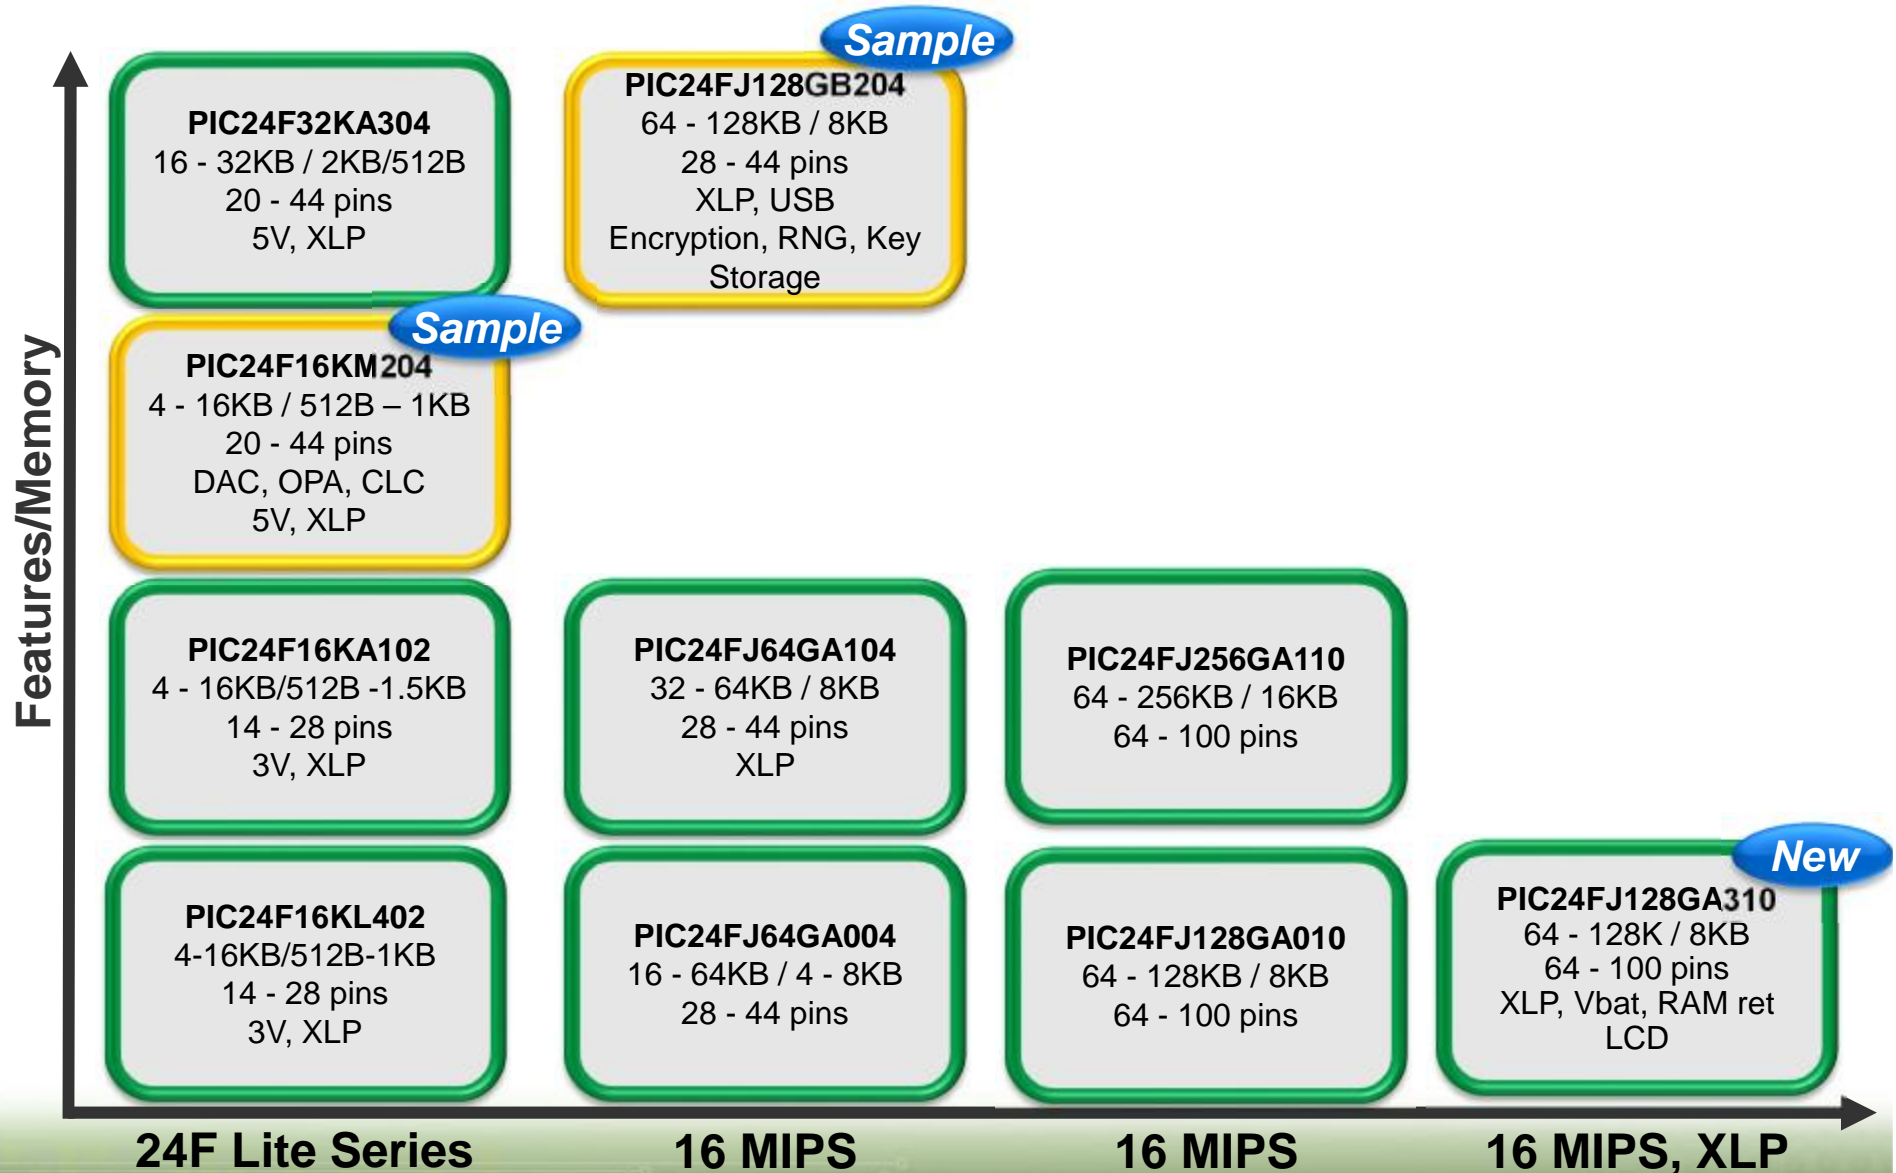 Features/Memory
PIC24F32KA304
16 - 32KB / 2KB/512B
20 - 44 pins
5V, XLP
Sample
PIC24F16KM204
4 - 16KB / 512B – 1KB
20 - 44 pins
DAC, OPA, CLC
5V, XLP
PIC24F16KA102
4 - 16KB/512B -1.5KB
14 - 28 pins
3V, XLP
PIC24F16KL402
4-16KB/512B-1KB
14 - 28 pins
3V, XLP
24F Lite Series
Sample
PIC24FJ128GB204
64 - 128KB / 8KB
28 - 44 pins
XLP, USB
Encryption, RNG, Key
Storage
PIC24FJ64GA104
32 - 64KB / 8KB
28 - 44 pins
XLP
PIC24FJ64GA004
16 - 64KB / 4 - 8KB
28 - 44 pins
16 MIPS
PIC24FJ256GA110
64 - 256KB / 16KB
64 - 100 pins
PIC24FJ128GA010
64 - 128KB / 8KB
64 - 100 pins
16 MIPS
New
PIC24FJ128GA310
64 - 128K / 8KB
64 - 100 pins
XLP, Vbat, RAM ret
LCD
16 MIPS, XLP